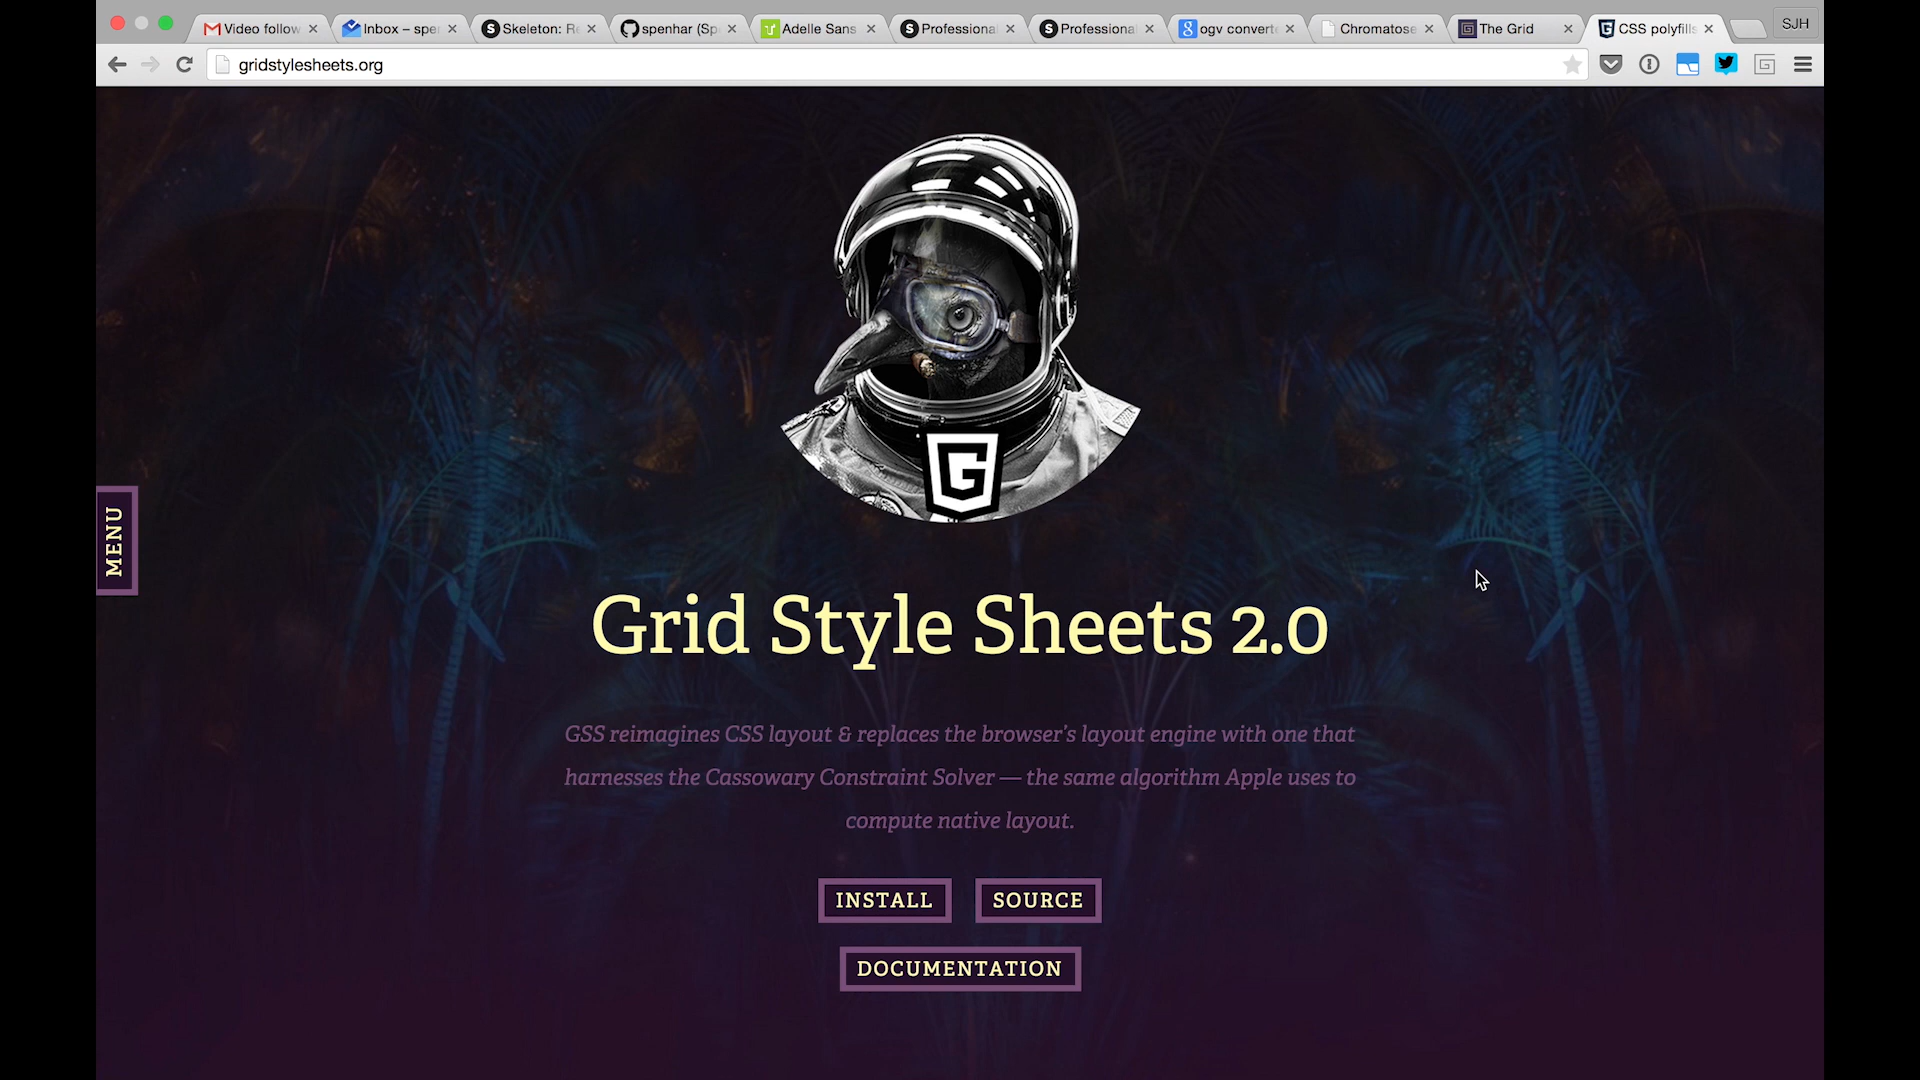 Video follow
Inbox – spe
Skeleton: Re
spenhar (Sp
Adelle Sans
Professiona
Professiona
ogv convert
Chromatose
The Grid
CSS polyfills
SJH
gridstylesheets.org
MENU
G
Grid Style Sheets 2.0
GSS reimagines CSS layout & replaces the browser's layout engine with one that
harnesses the Cassowary Constraint Solver — the same algorithm Apple uses to
compute native layout.
INSTALL
SOURCE
DOCUMENTATION